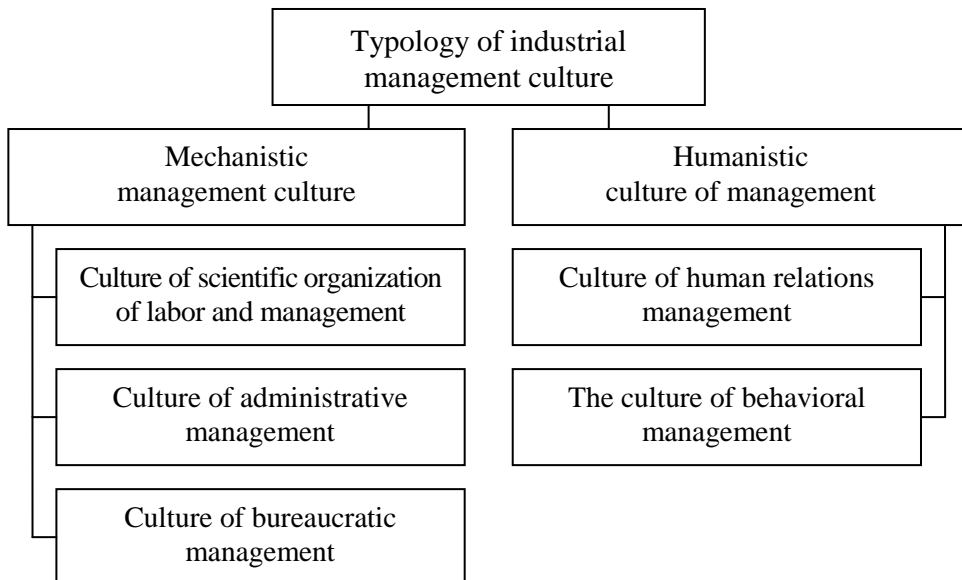 Typology of industrial
management culture
Mechanistic
management culture
Humanistic
culture of management
Culture of scientific organization
of labor and management
Culture of human relations
management
Culture of administrative
management
The culture of behavioral
management
Culture of bureaucratic
management